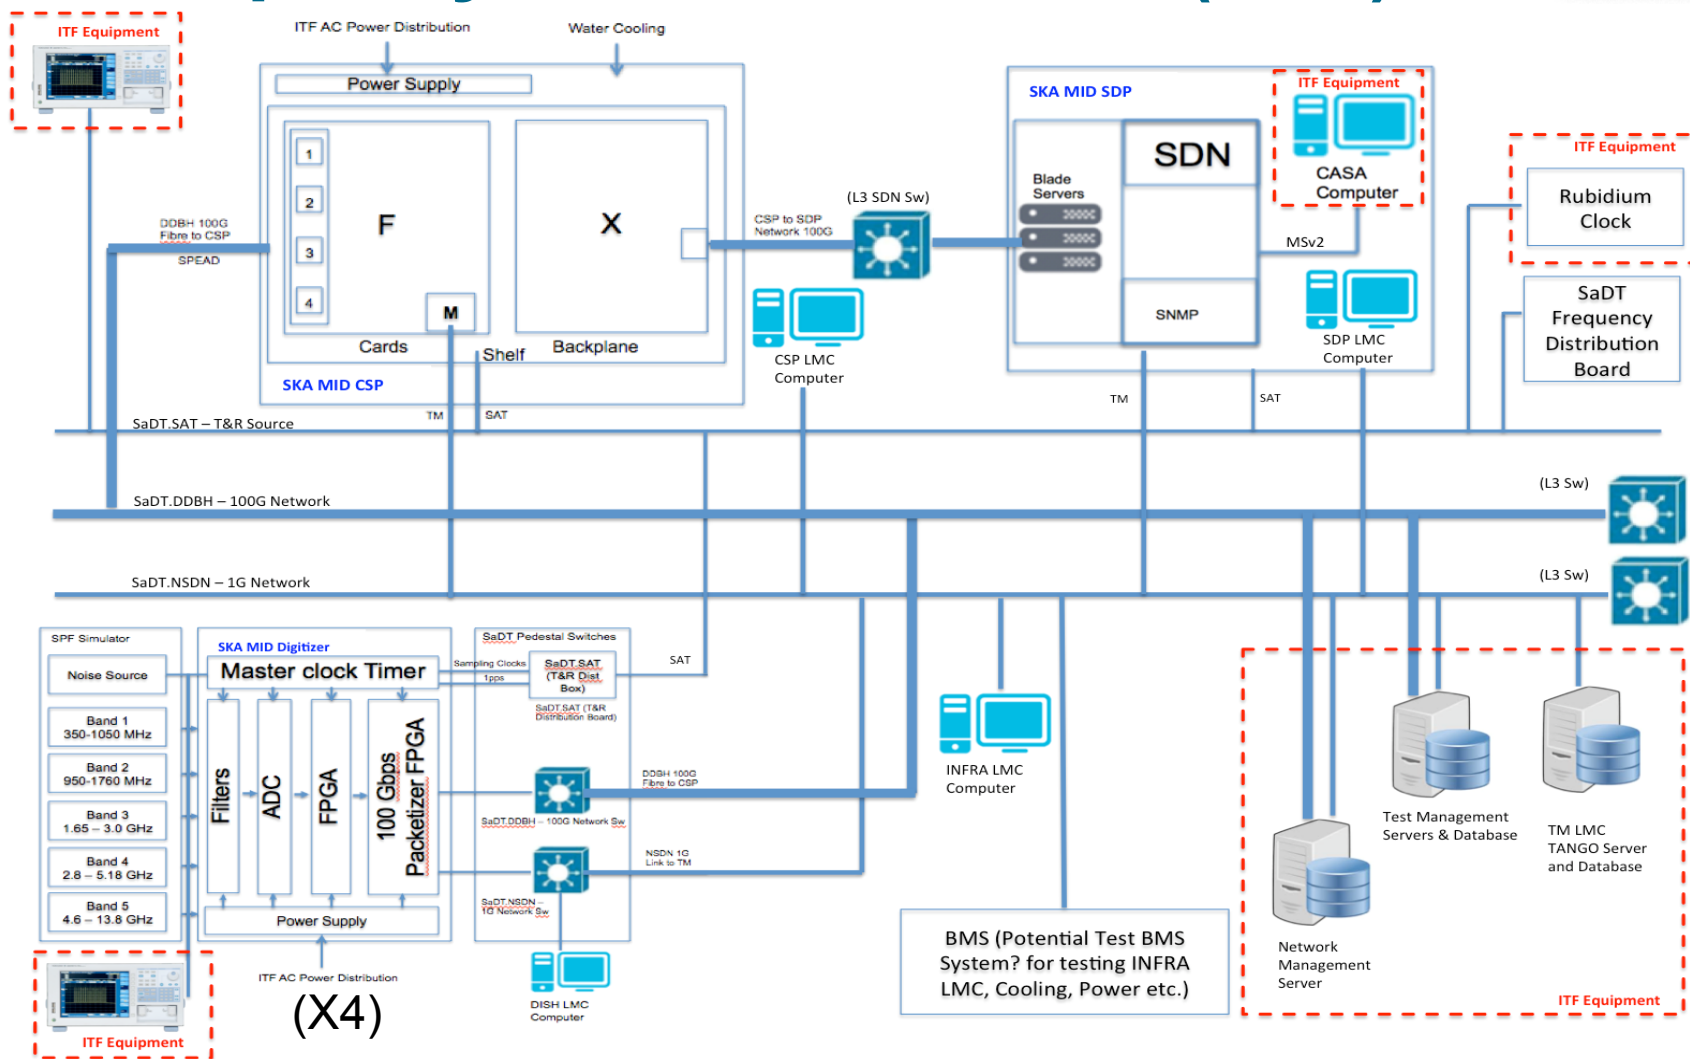 ITF Equipment
ITF AC Power Distribution
Water Cooling
Power Supply
1
2
3
4
F
X
M
Cards
Shelf
Backplane
SKA MID CSP
DDBH 100G
Fibre to CSP
SPEAD
TM
SAT
CSP to SDP
Network 100G
(L3 SDN Sw)
CSP LMC
Computer
SKA MID SDP
Blade
Servers
SDN
SNMP
ITF Equipment
CASA
Computer
MSv2
SDP LMC
Computer
TM
SAT
ITF Equipment
Rubidium
Clock
SaDT
Frequency
Distribution
Board
SaDT.SAT – T&R Source
SaDT.DDBH – 100G Network
(L3 Sw)
SaDT.NSDN – 1G Network
(L3 Sw)
SPF Simulator
Noise Source
Band 1
350-1050 MHz
Band 2
950-1760 MHz
Band 3
1.65 – 3.0 GHz
Band 4
2.8 – 5.18 GHz
Band 5
4.6 – 13.8 GHz
ITF Equipment
SKA MID Digitizer
Master clock Timer
Filters
ADC
FPGA
100 Gbps
Packetizer FPGA
Power Supply
ITF AC Power Distribution
(X4)
Sampling Clocks
1pps
SaDT Pedestal Switches
SaDT.SAT
(T&R Dist
Box)
SaDT.SAT (T&R
Distribution Board)
SAT
DDBH 100G
Fibre to CSP
SaDT.DDBH – 100G Network Sw
NSDN 1G
Link to TM
SaDT.NSDN –
1G Network Sw
DISH LMC
Computer
INFRA LMC
Computer
BMS (Potential Test BMS
System? for testing INFRA
LMC, Cooling, Power etc.)
Test Management
Servers & Database
TM LMC
TANGO Server
and Database
Network
Management
Server
ITF Equipment